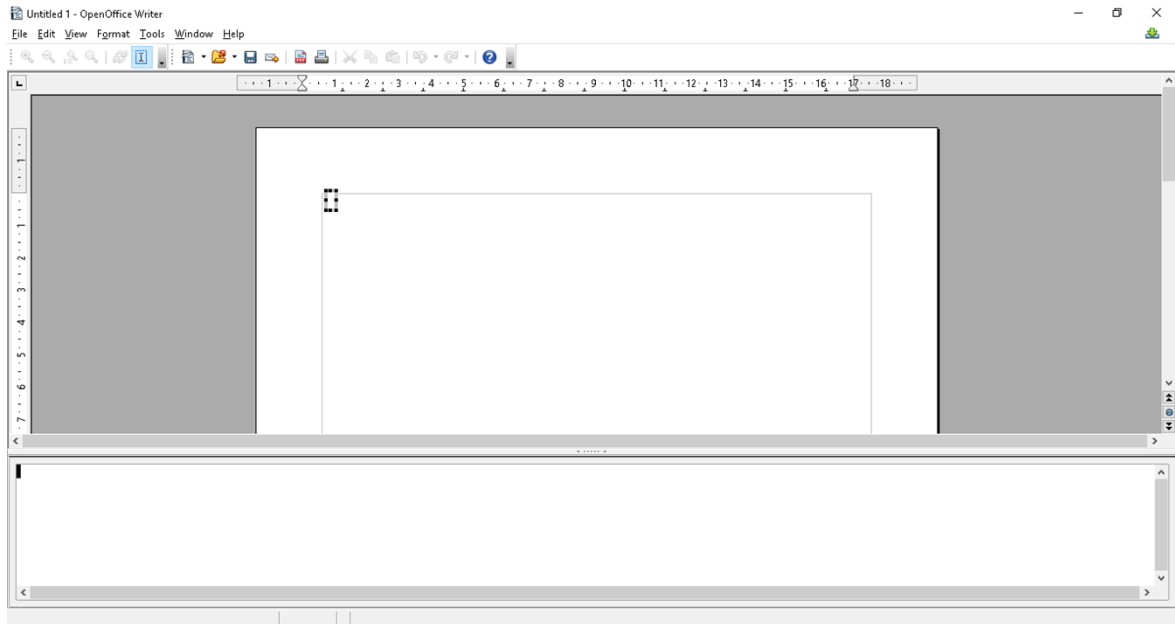 Untitled 1 - OpenOffice Writer
File Edit View Format Tools Window Help
1 1 2 3 4 5 6 7 8 9 10 11 12 13 14 15 16 17 18
1
1
2
3
4
5
6
7